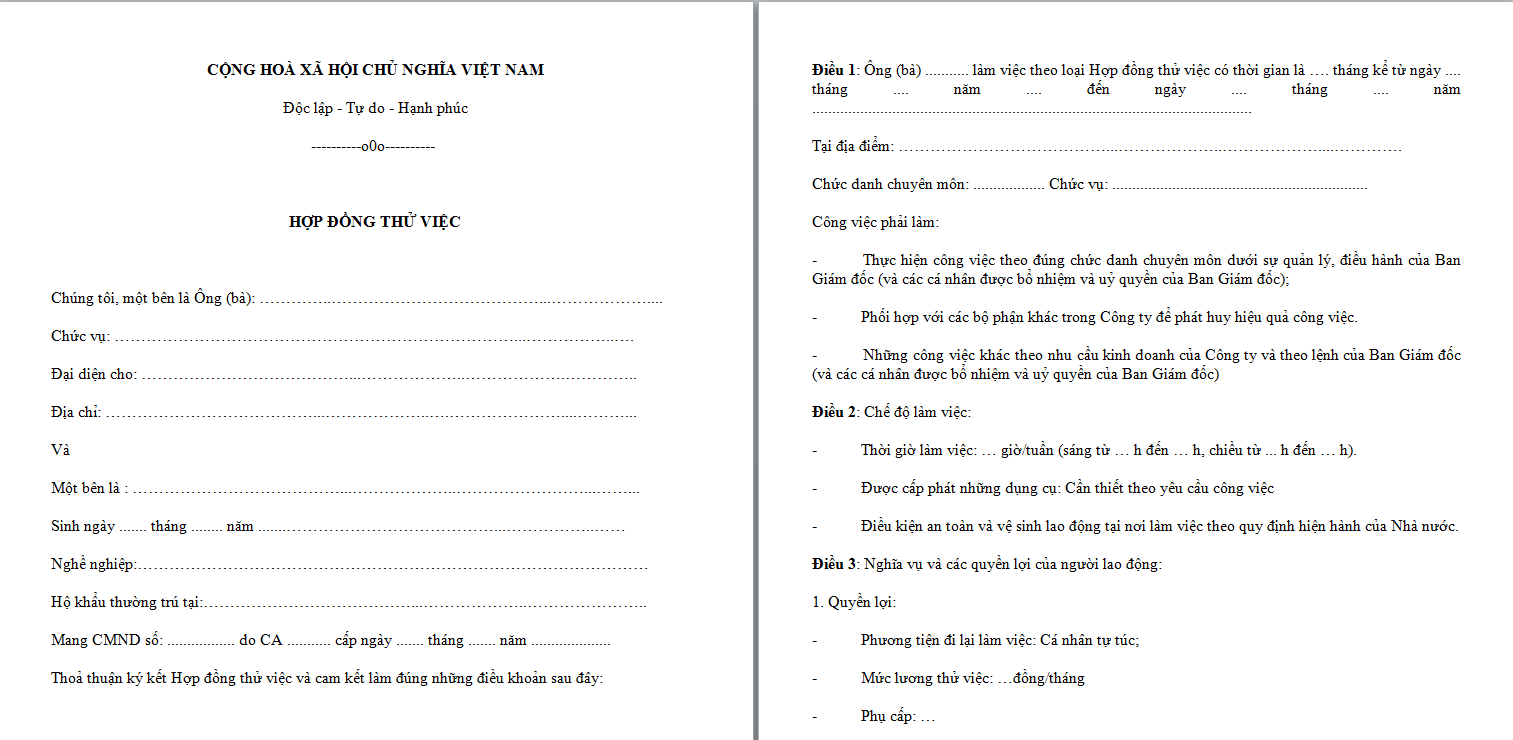 CỘNG HOÀ XÃ HỘI CHỦ NGHĨA VIỆT NAM
Độc lập - Tự do - Hạnh phúc
----------o0o----------
HỢP ĐỒNG THỬ VIỆC
Chúng tôi, một bên là Ông (bà): …………..…………………………………..………………....
Chức vụ: …………………………………………………………………..……………….….
Đại diện cho: …………………………………..………………….………………….…………..
Địa chỉ: …………………………………..………………….………………………...…………..
Và
Một bên là : …………………………………..………………….……………………...……...
Sinh ngày ....... tháng ........ năm .......…………………………..………………….……
Nghề nghiệp:……………………………………………………………………………………
Hộ khẩu thường trú tại:…………………………………..………………….………………….
Mang CMND số: ................. do CA ........... cấp ngày ....... tháng ....... năm ....................
Thoả thuận ký kết Hợp đồng thử việc và cam kết làm đúng những điều khoản sau đây:
Điều 1: Ông (bà) ........... làm việc theo loại Hợp đồng thử việc có thời gian là …. tháng kể từ ngày ....
tháng .... năm .... đến ngày .... tháng .... năm
..............................................................................................................
Tại địa điểm: …………………………………..………………….…………………...………….
Chức danh chuyên môn: .................. Chức vụ: ................................................................
Công việc phải làm:
- Thực hiện công việc theo đúng chức danh chuyên môn dưới sự quản lý, điều hành của Ban
Giám đốc (và các cá nhân được bổ nhiệm và uỷ quyền của Ban Giám đốc);
- Phối hợp với các bộ phận khác trong Công ty để phát huy hiệu quả công việc.
- Những công việc khác theo nhu cầu kinh doanh của Công ty và theo lệnh của Ban Giám đốc
(và các cá nhân được bổ nhiệm và uỷ quyền của Ban Giám đốc)
Điều 2: Chế độ làm việc:
- Thời giờ làm việc: … giờ/tuần (sáng từ … h đến … h, chiều từ ... h đến … h).
- Được cấp phát những dụng cụ: Cần thiết theo yêu cầu công việc
- Điều kiện an toàn và vệ sinh lao động tại nơi làm việc theo quy định hiện hành của Nhà nước.
Điều 3: Nghĩa vụ và các quyền lợi của người lao động:
1. Quyền lợi:
- Phương tiện đi lại làm việc: Cá nhân tự túc;
- Mức lương thử việc: …đồng/tháng
- Phụ cấp: …